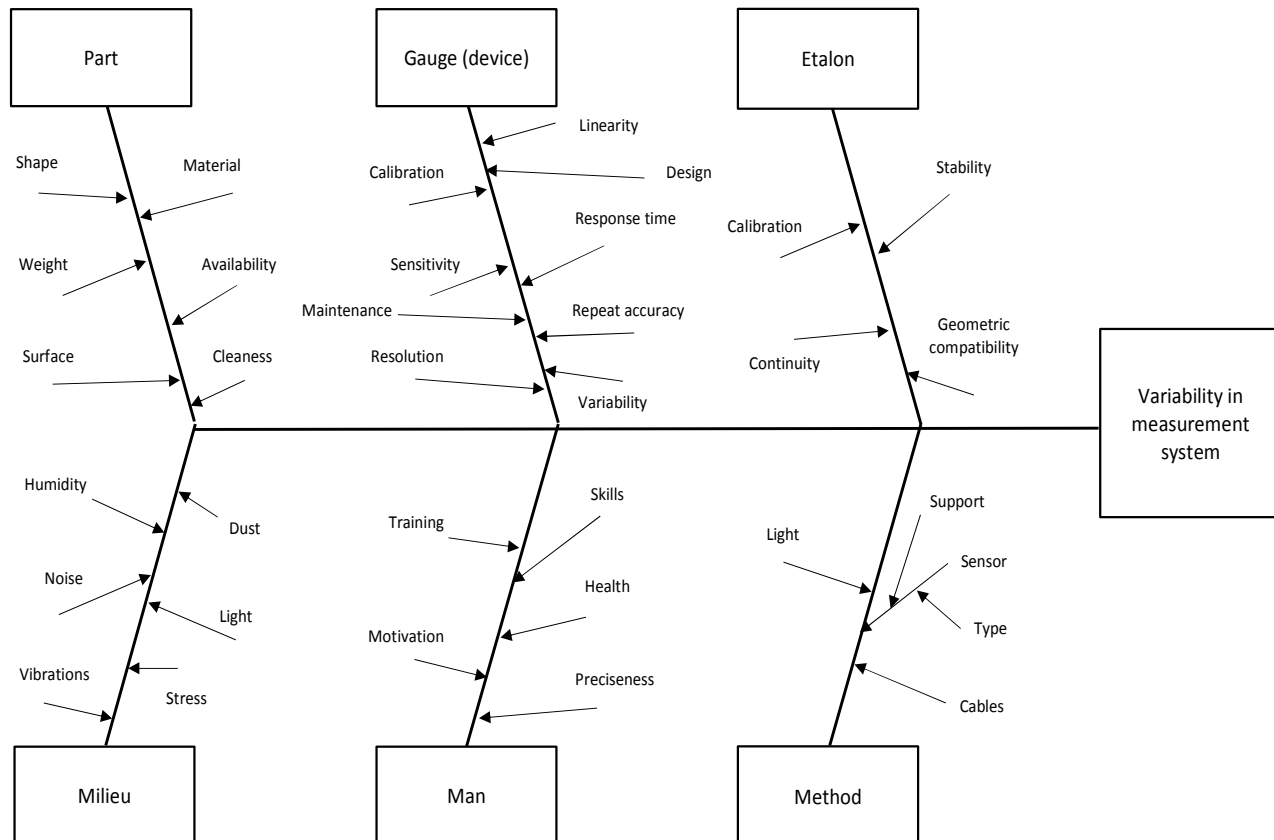 Part
Gauge (device)
Etalon
Linearity
Shape
Material
Calibration
Design
Stability
Response time
Calibration
Weight
Availability
Sensitivity
Maintenance
Repeat accuracy
Geometric
compatibility
Surface
Cleaness
Resolution
Continuity
Variability
Variability in
measurement
system
Humidity
Dust
Training
Skills
Support
Light
Sensor
Noise
Light
Health
Type
Motivation
Vibrations
Stress
Preciseness
Cables
Milieu
Man
Method